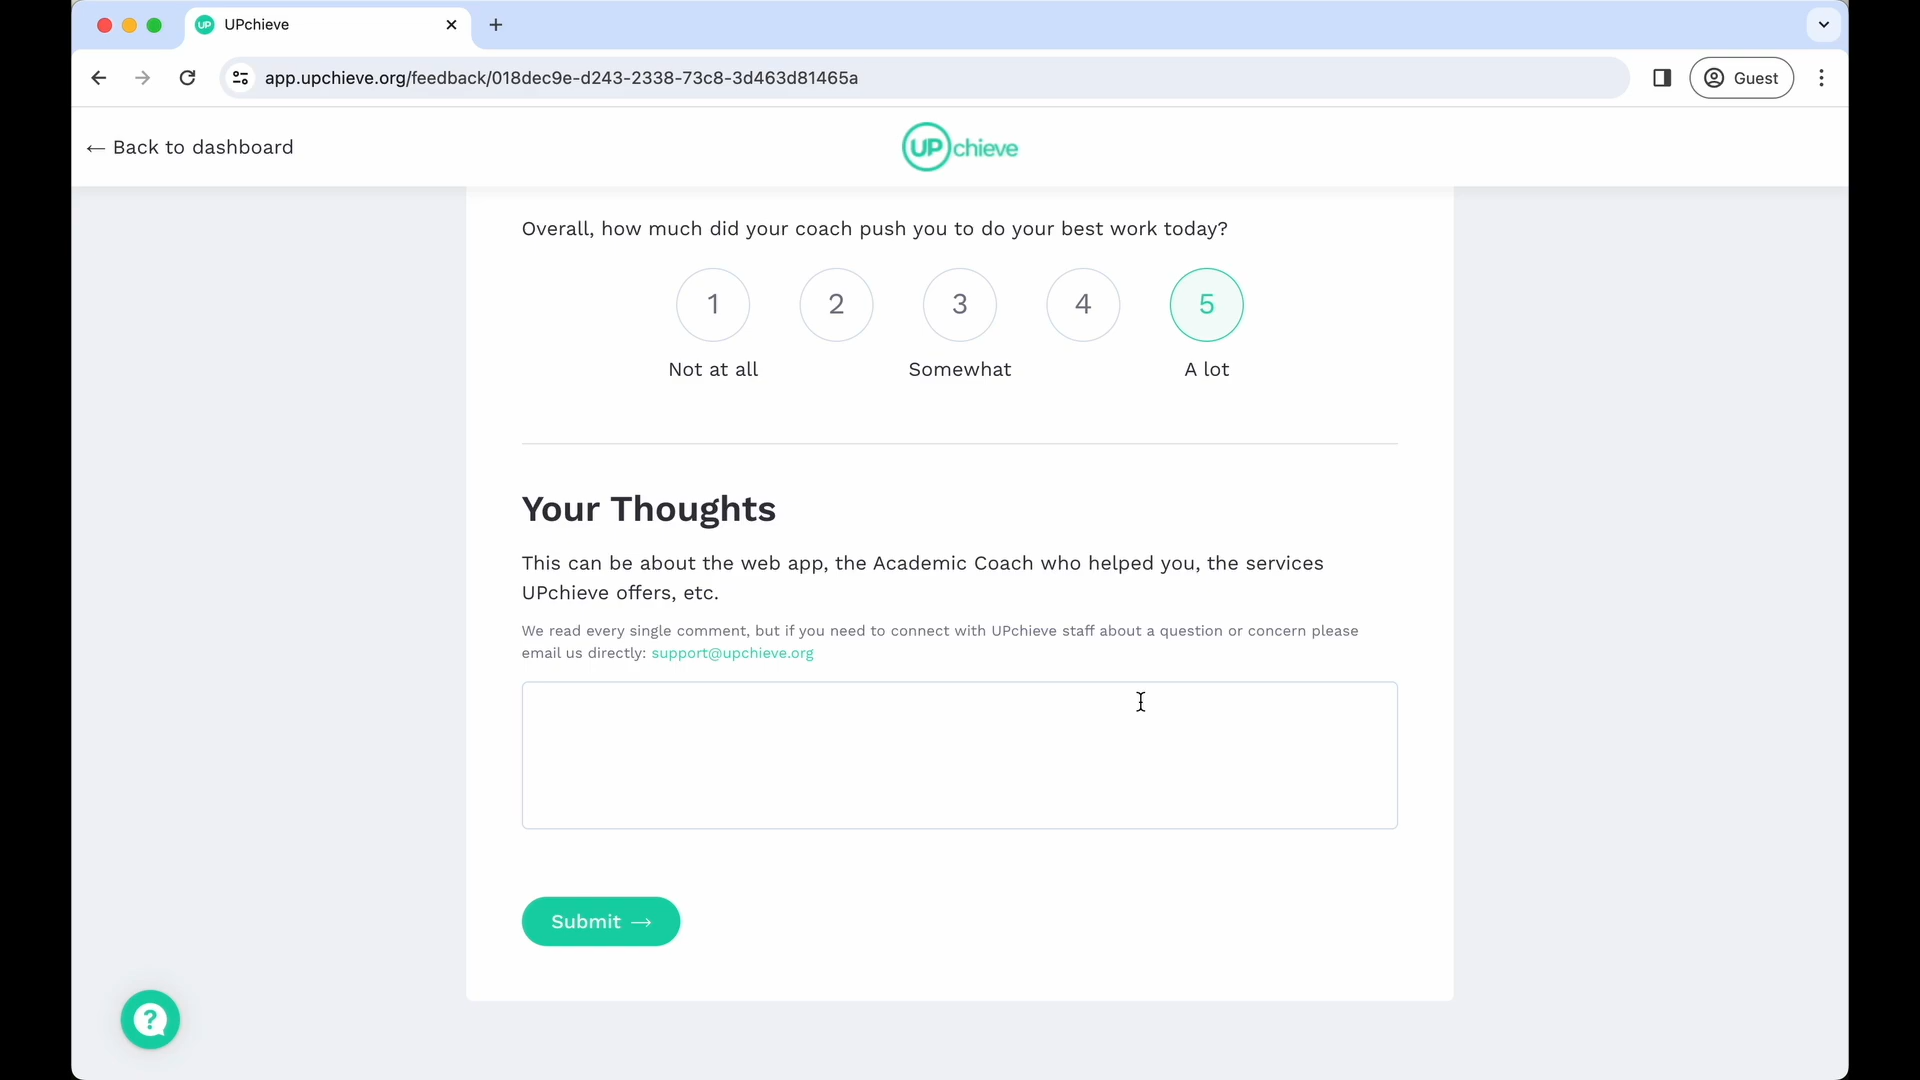 UP UPchieve
app.upchieve.org/feedback/018dec9e-d243-2338-73c8-3d463d81465a
Guest
← Back to dashboard
UPchieve
Overall, how much did your coach push you to do your best work today?
1 2 3 4 5
Not at all Somewhat A lot
Your Thoughts
This can be about the web app, the Academic Coach who helped you, the services
UPchieve offers, etc.
We read every single comment, but if you need to connect with UPchieve staff about a question or concern please
email us directly: support@upchieve.org
Submit →
?